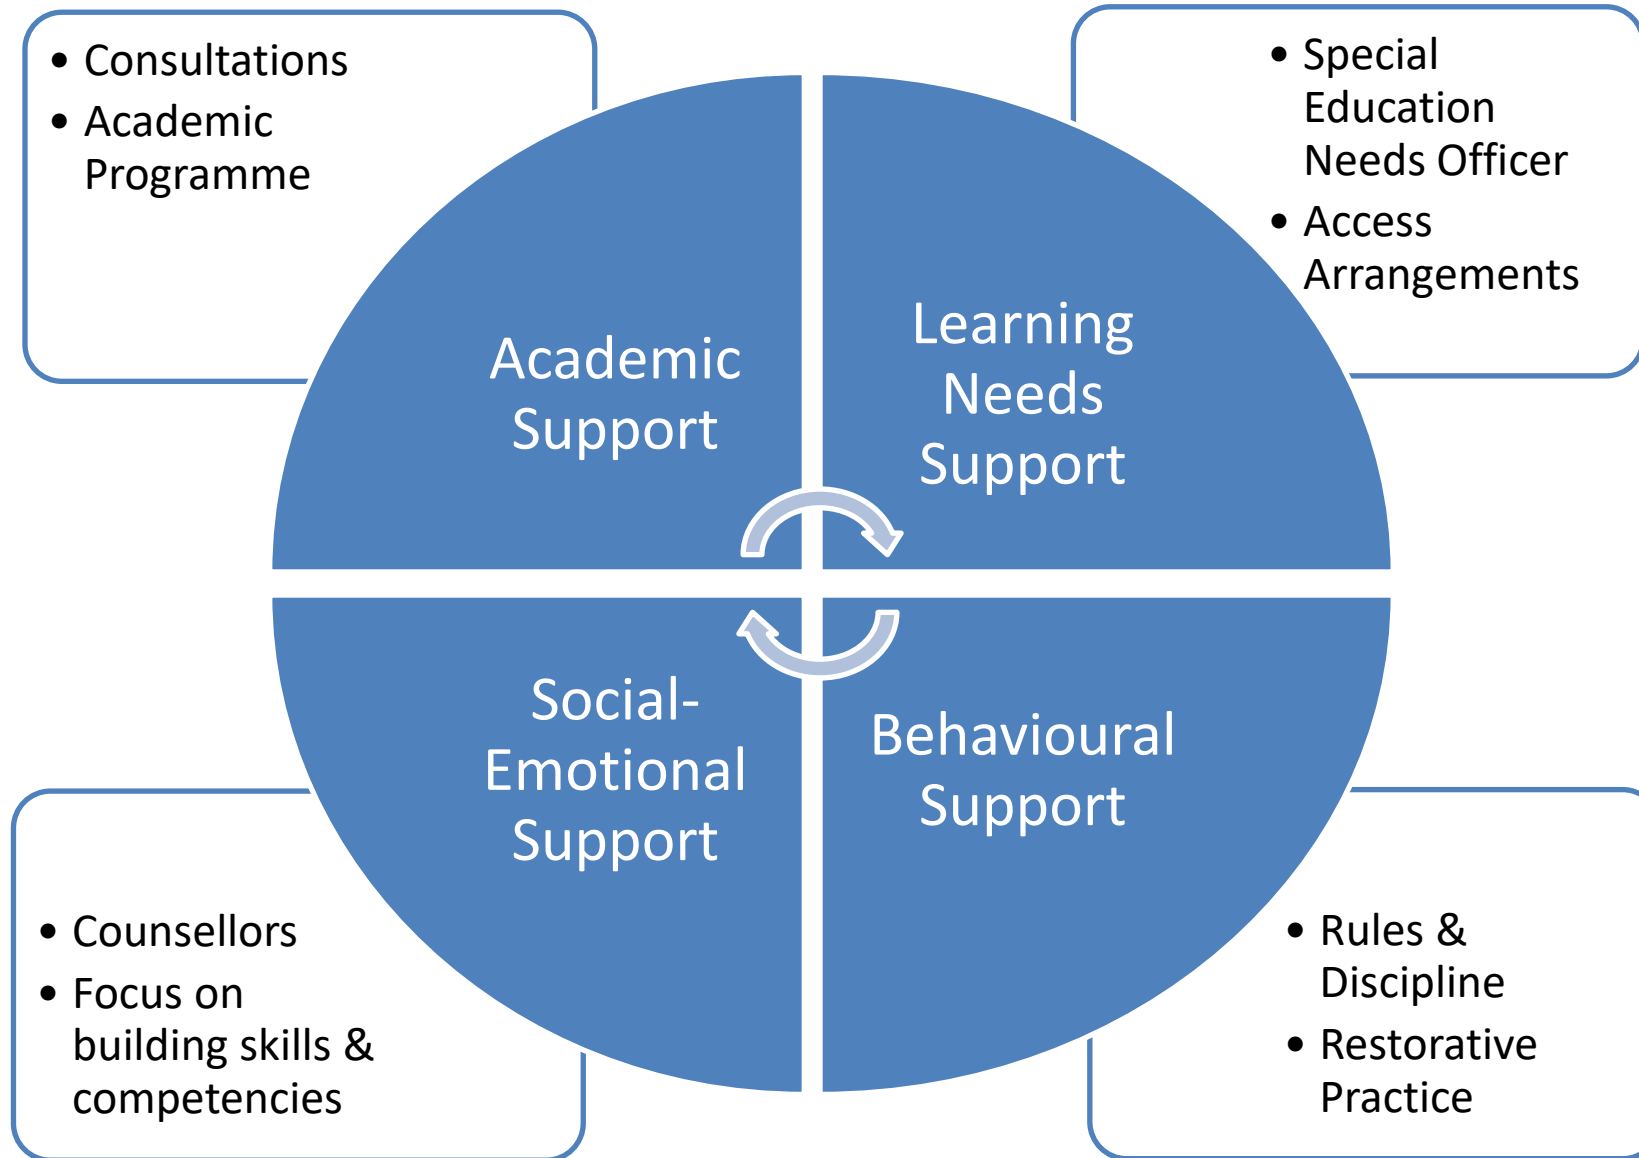 • Consultations
• Academic
Programme
• Special
Education
Needs Officer
• Access
Arrangements
Academic
Support
Learning
Needs
Support
Social-
Emotional
Support
Behavioural
Support
• Counsellors
• Focus on
building skills &
competencies
• Rules &
Discipline
• Restorative
Practice